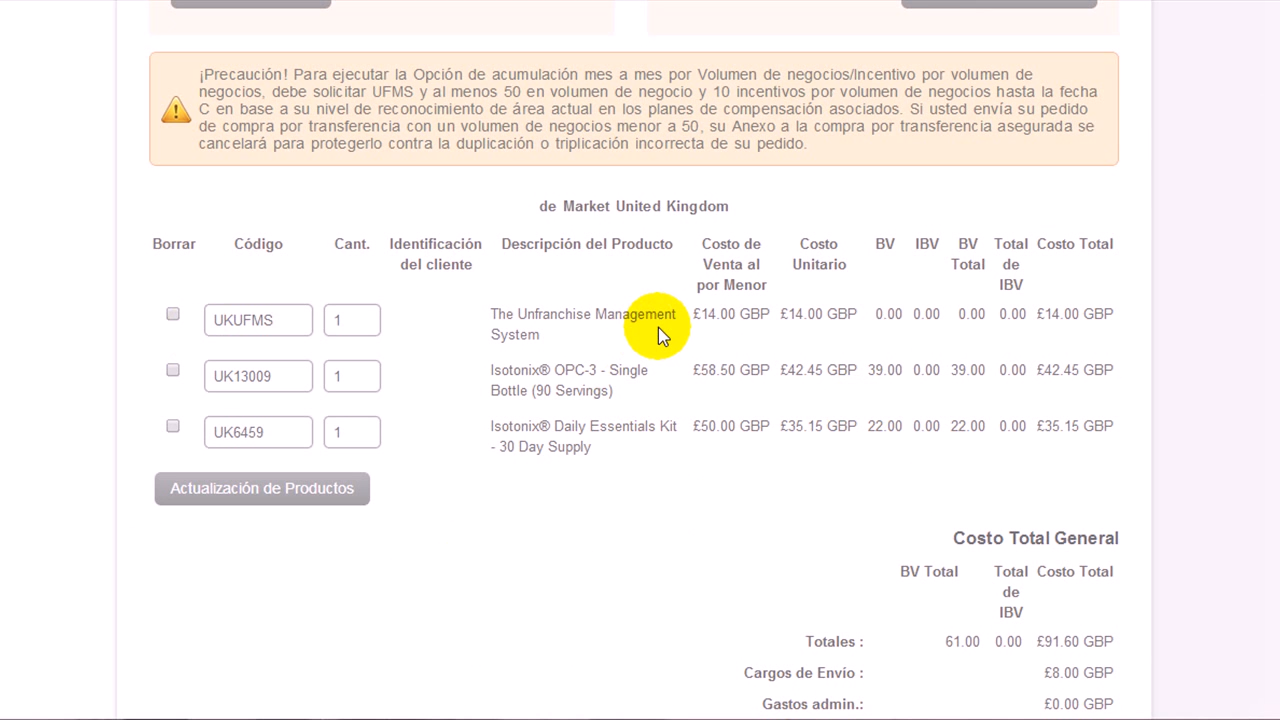 ¡Precaución! Para ejecutar la Opción de acumulación mes a mes por Volumen de negocios/Incentivo por volumen de
negocios, debe solicitar UFMS y al menos 50 en volumen de negocio y 10 incentivos por volumen de negocios hasta la fecha
C en base a su nivel de reconocimiento de área actual en los planes de compensación asociados. Si usted envía su pedido
de compra por transferencia con un volumen de negocios menor a 50, su Anexo a la compra por transferencia asegurada se
cancelará para protegerlo contra la duplicación o triplicación incorrecta de su pedido.
de Market United Kingdom
Borrar Código Cant. Identificación del cliente Descripción del Producto Costo de Venta al por Menor Costo Unitario BV IBV BV Total Total de IBV Costo Total
UKUFMS 1 The Unfranchise Management £14.00 GBP £14.00 GBP 0.00 0.00 0.00 0.00 £14.00 GBP
System
UK13009 1 Isotonix® OPC-3 - Single £58.50 GBP £42.45 GBP 39.00 0.00 39.00 0.00 £42.45 GBP
Bottle (90 Servings)
UK6459 1 Isotonix® Daily Essentials Kit £50.00 GBP £35.15 GBP 22.00 0.00 22.00 0.00 £35.15 GBP
- 30 Day Supply
Actualización de Productos
Costo Total General
BV Total Total de IBV Costo Total
Totales : 61.00 0.00 £91.60 GBP
Cargos de Envío : £8.00 GBP
Gastos admin.: £0.00 GBP